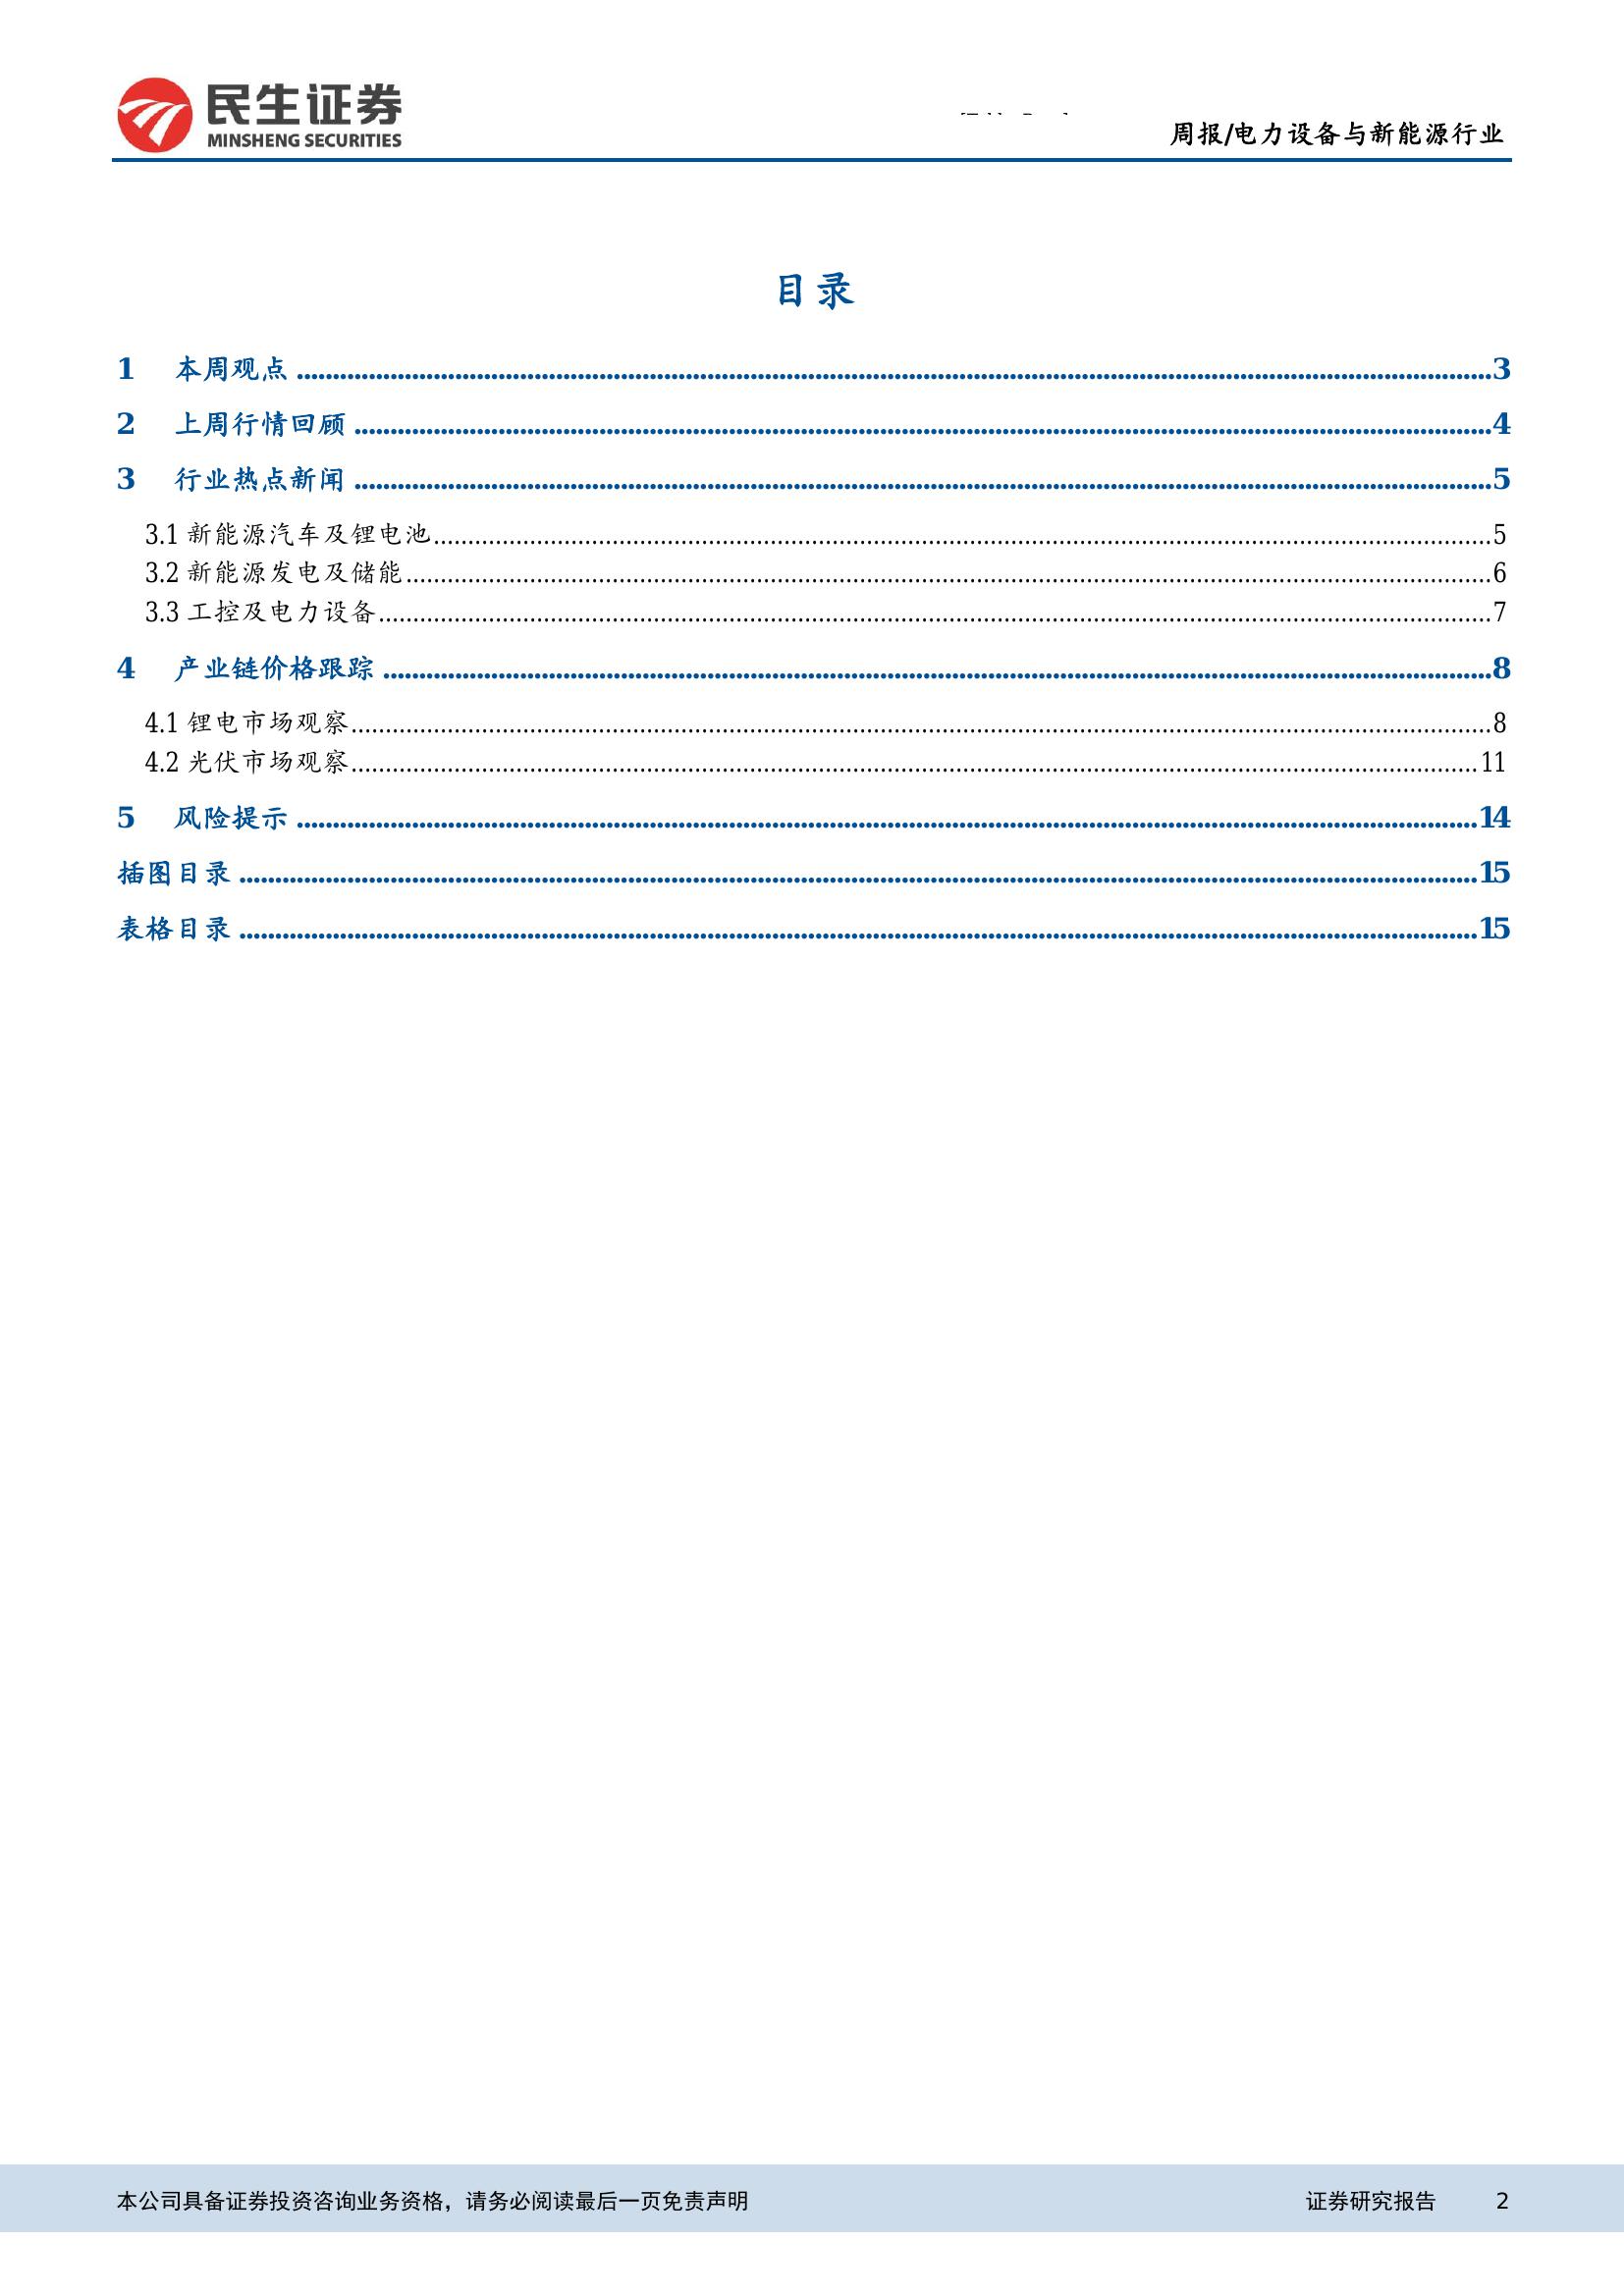 民生证券
MINSHENG SECURITIES
周报/电力设备与新能源行业
目录
1 本周观点 ........ 3
2 上周行情回顾 ........ 4
3 行业热点新闻 ........ 5
3.1 新能源汽车及锂电池 ........ 5
3.2 新能源发电及储能 ........ 6
3.3 工控及电力设备 ........ 7
4 产业链价格跟踪 ........ 8
4.1 锂电市场观察 ........ 8
4.2 光伏市场观察 ........ 11
5 风险提示 ........ 14
插图目录 ........ 15
表格目录 ........ 15
本公司具备证券投资咨询业务资格，请务必阅读最后一页免责声明 证券研究报告 2